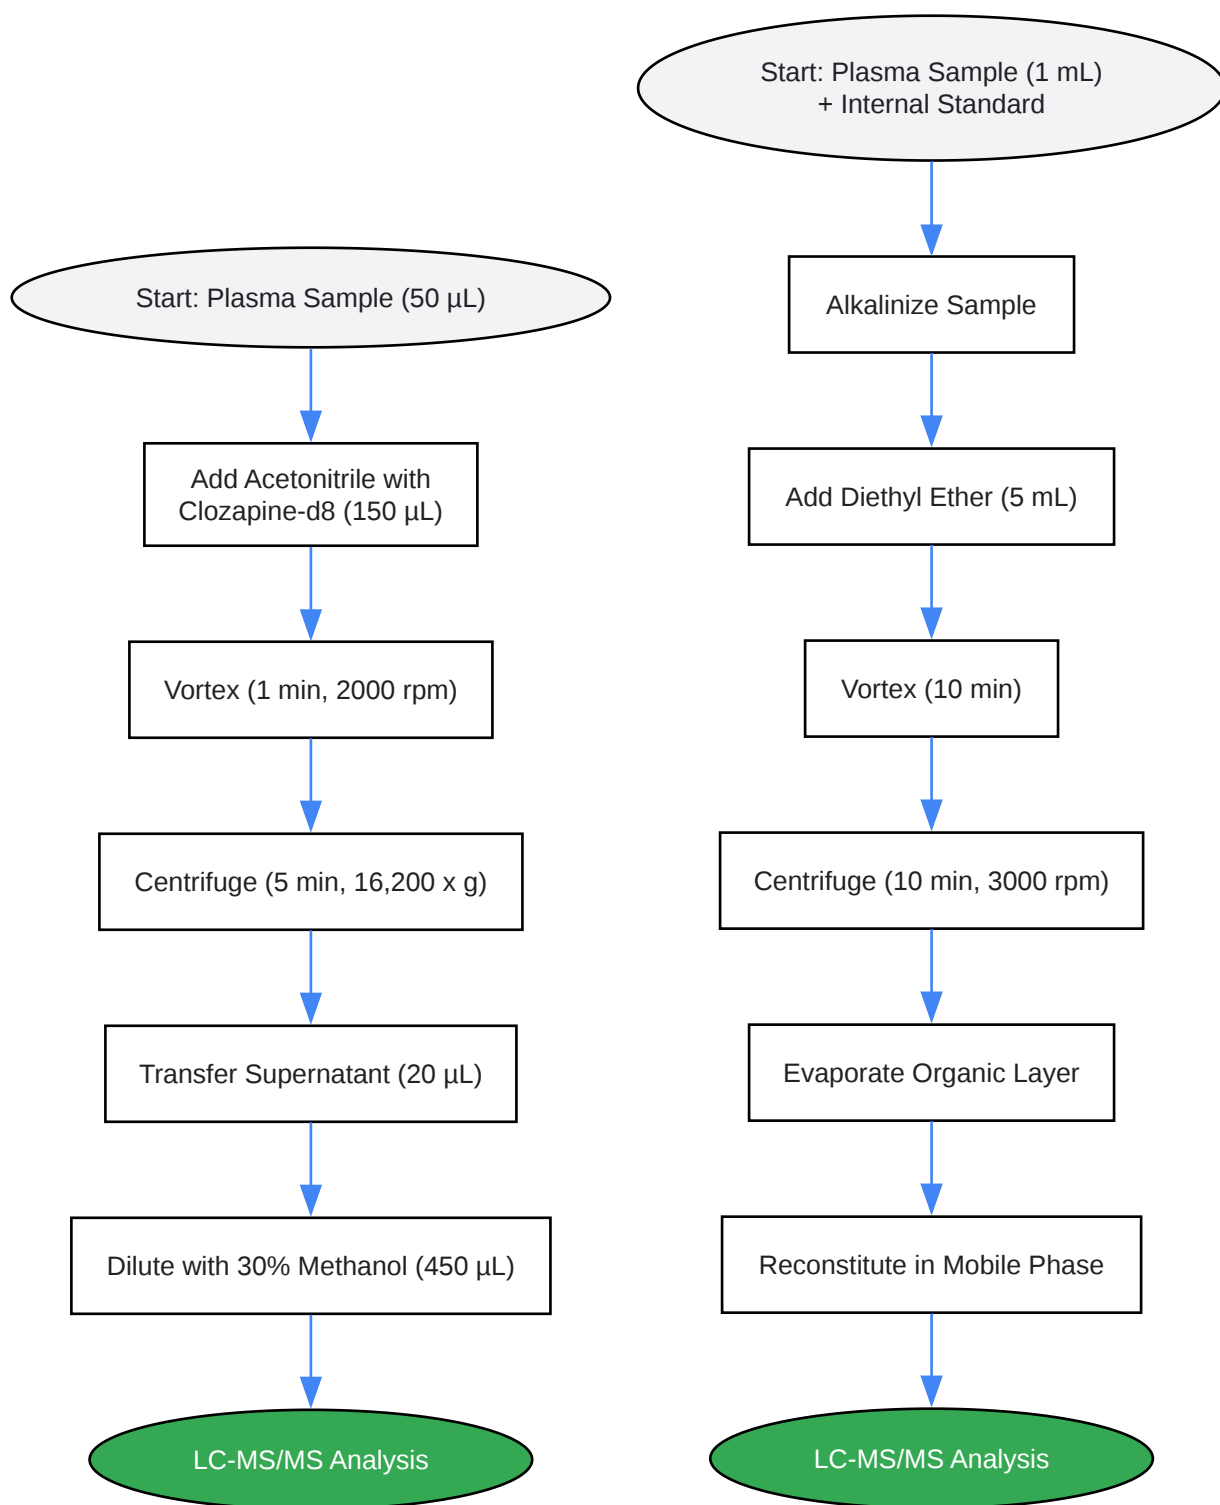 Start: Plasma Sample (50 µL)
Add Acetonitrile with
Clozapine-d8 (150 µL)
Vortex (1 min, 2000 rpm)
Centrifuge (5 min, 16,200 x g)
Transfer Supernatant (20 µL)
Dilute with 30% Methanol (450 µL)
LC-MS/MS Analysis
Start: Plasma Sample (1 mL)
+ Internal Standard
Alkalinize Sample
Add Diethyl Ether (5 mL)
Vortex (10 min)
Centrifuge (10 min, 3000 rpm)
Evaporate Organic Layer
Reconstitute in Mobile Phase
LC-MS/MS Analysis